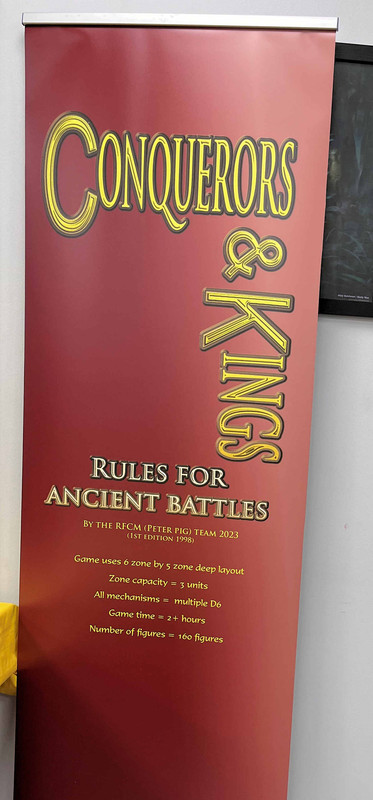 CONQUERORS
& KINGS
RULES FOR
ANCIENT BATTLES
BY THE RFCM (PETER PIG) TEAM 2023
(1ST EDITION 1998)
Game uses 6 zone by 5 zone deep layout
Zone capacity = 3 units
All mechanisms = multiple D6
Game time = 2+ hours
Number of figures = 160 figures